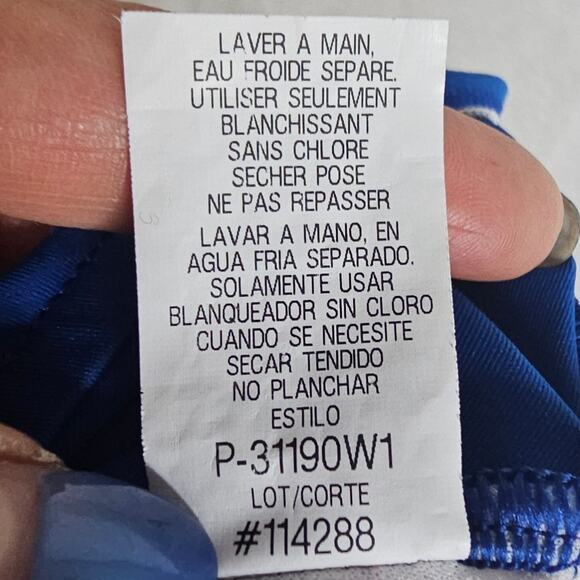 LAVER A MAIN,
EAU FROIDE SEPARE.
UTILISER SEULEMENT
BLANCHISSANT
SANS CHLORE
SECHER POSE
NE PAS REPASSER
LAVAR A MANO, EN
AGUA FRIA SEPARADO.
SOLAMENTE USAR
BLANQUEADOR SIN CLORO
CUANDO SE NECESITE
SECAR TENDIDO
NO PLANCHAR
ESTILO
P-31190W1
LOT/CORTE
#114288